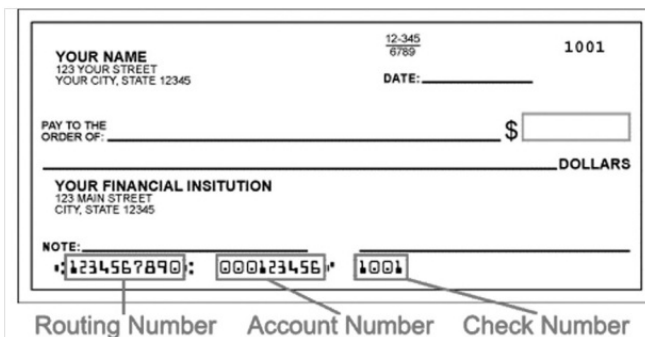 YOUR NAME
123 YOUR STREET
YOUR CITY, STATE 12345
12-345
6789
1001
DATE:
PAY TO THE
ORDER OF:
$
DOLLARS
YOUR FINANCIAL INSITUTION
123 MAIN STREET
CITY, STATE 12345
NOTE:
⑆1234567890⑆ 000123456⑈ 1001
Routing Number Account Number Check Number